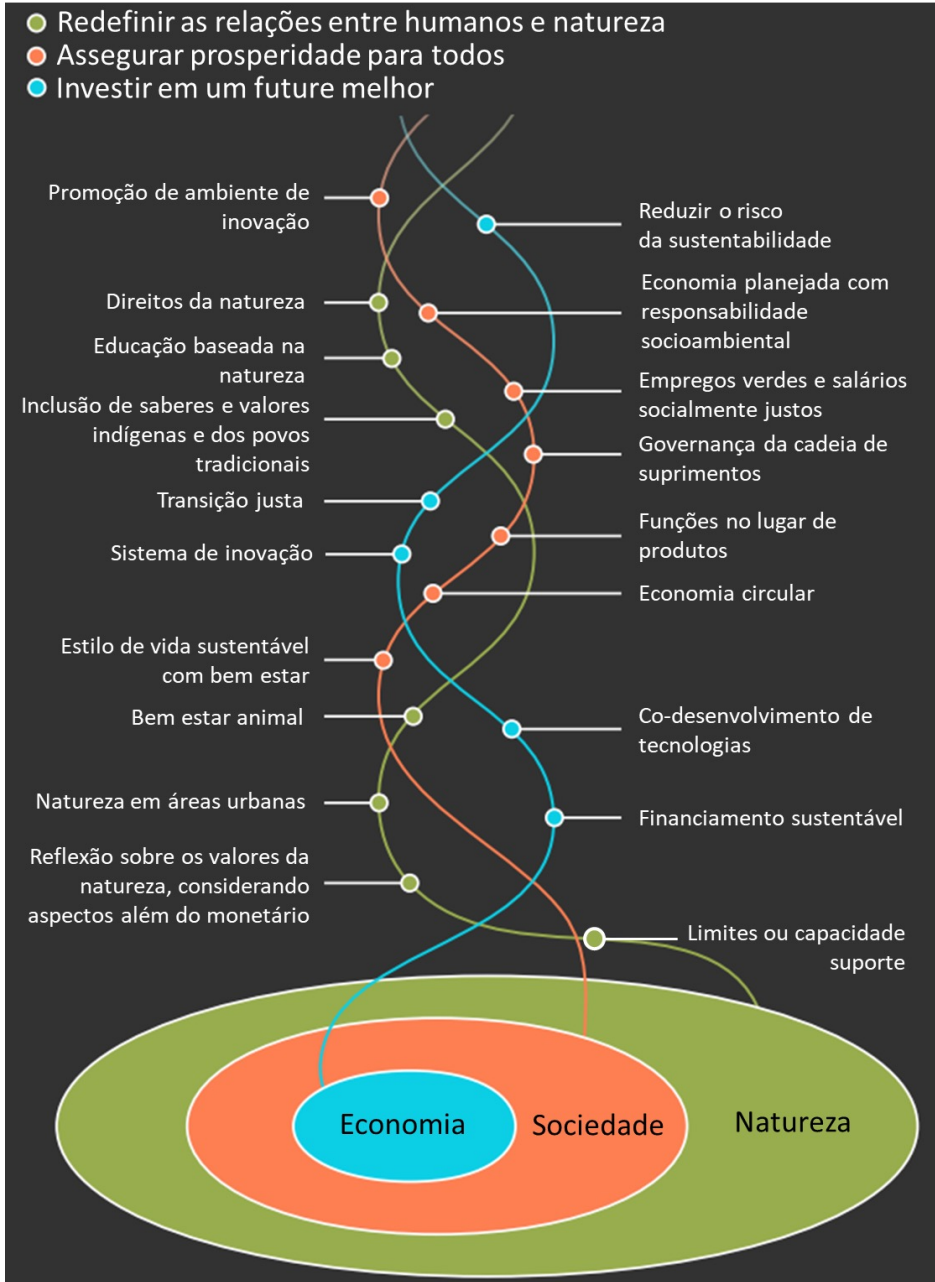 Redefinir as relações entre humanos e natureza
Assegurar prosperidade para todos
Investir em um future melhor
Promoção de ambiente de
inovação
Reduzir o risco
da sustentabilidade
Direitos da natureza
Economia planejada com
responsabilidade
socioambiental
Educação baseada na
natureza
Empregos verdes e salários
socialmente justos
Inclusão de saberes e valores
indígenas e dos povos
tradicionais
Governança da cadeia de
suprimentos
Transição justa
Funções no lugar de
produtos
Sistema de inovação
Economia circular
Estilo de vida sustentável
com bem estar
Bem estar animal
Co-desenvolvimento de
tecnologias
Natureza em áreas urbanas
Financiamento sustentável
Reflexão sobre os valores da
natureza, considerando
aspectos além do monetário
Limites ou capacidade
suporte
Economia
Sociedade
Natureza